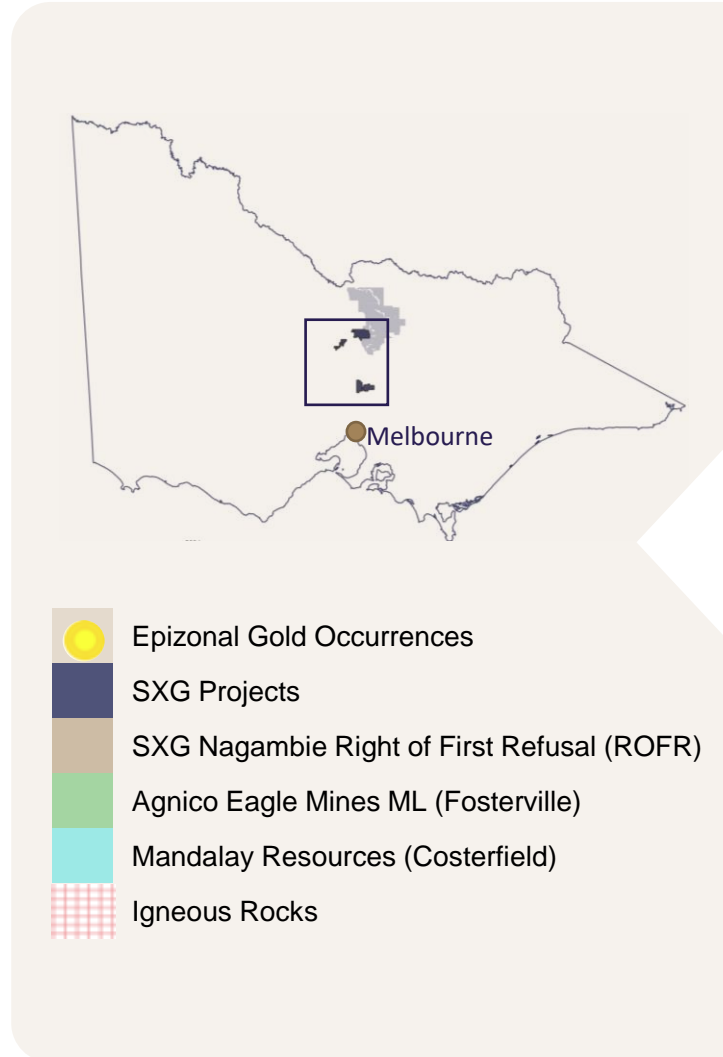 Melbourne
Epizonal Gold Occurrences
SXG Projects
SXG Nagambie Right of First Refusal (ROFR)
Agnico Eagle Mines ML (Fosterville)
Mandalay Resources (Costerfield)
Igneous Rocks